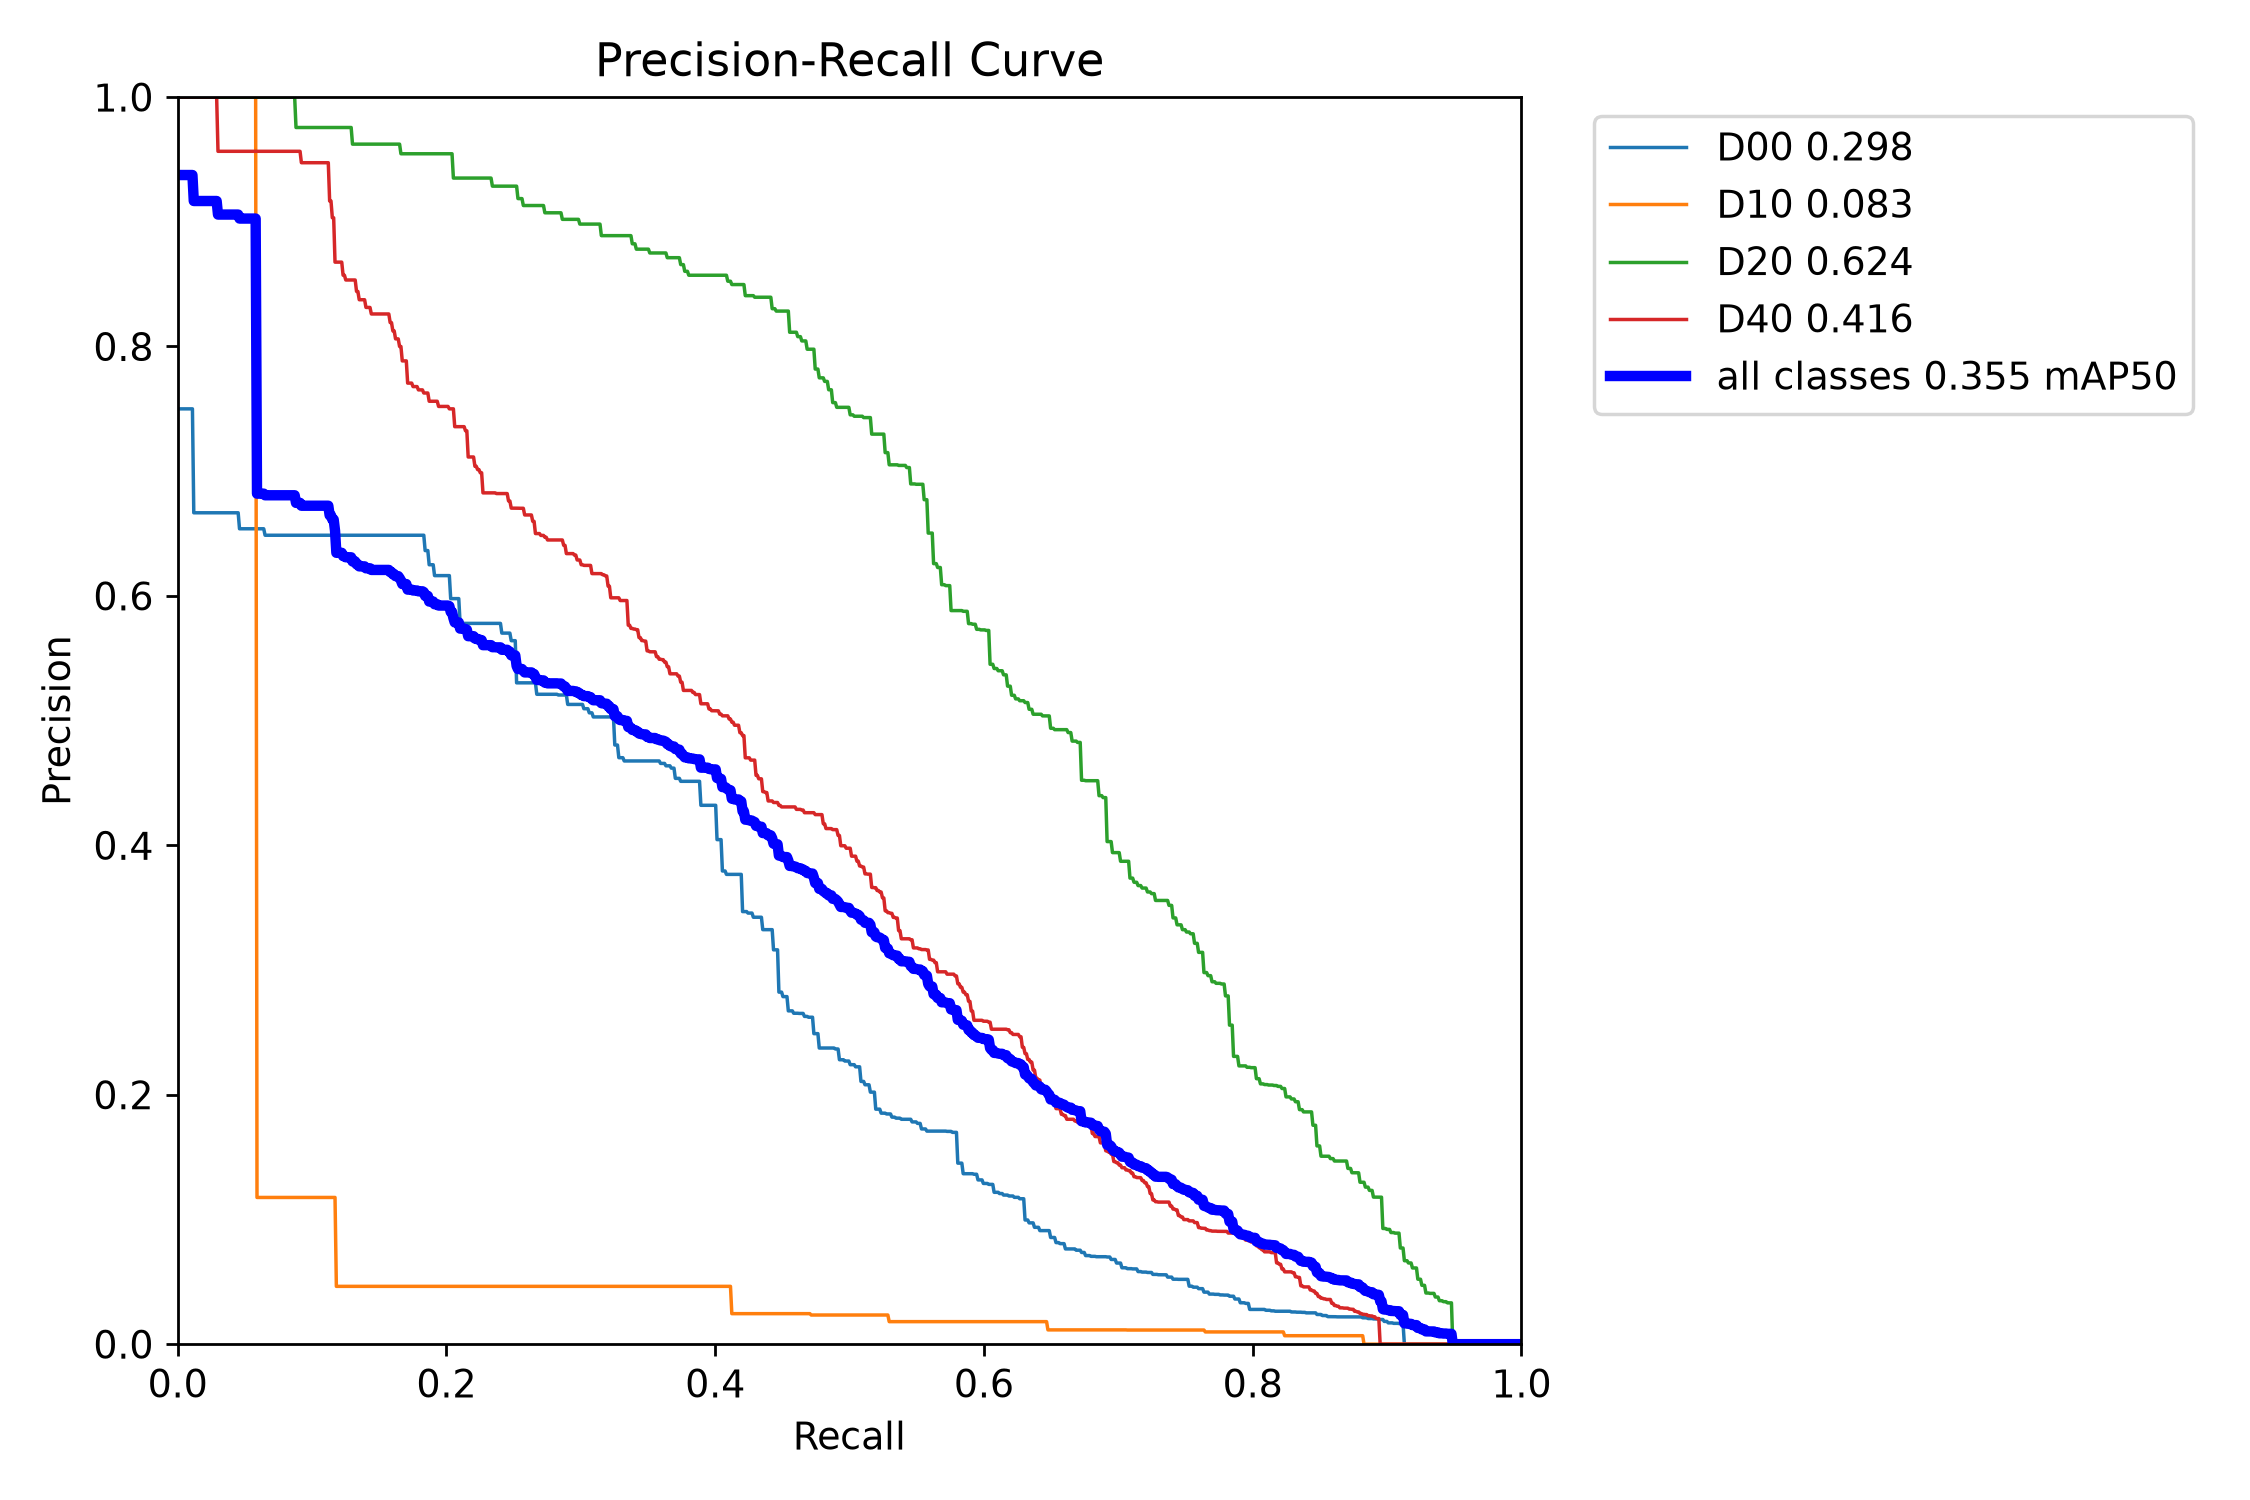 Precision-Recall Curve
1.0
0.8
0.6
0.4
0.2
0.0
Precision
0.0 0.2 0.4 0.6 0.8 1.0
Recall
D00 0.298
D10 0.083
D20 0.624
D40 0.416
all classes 0.355 mAP50